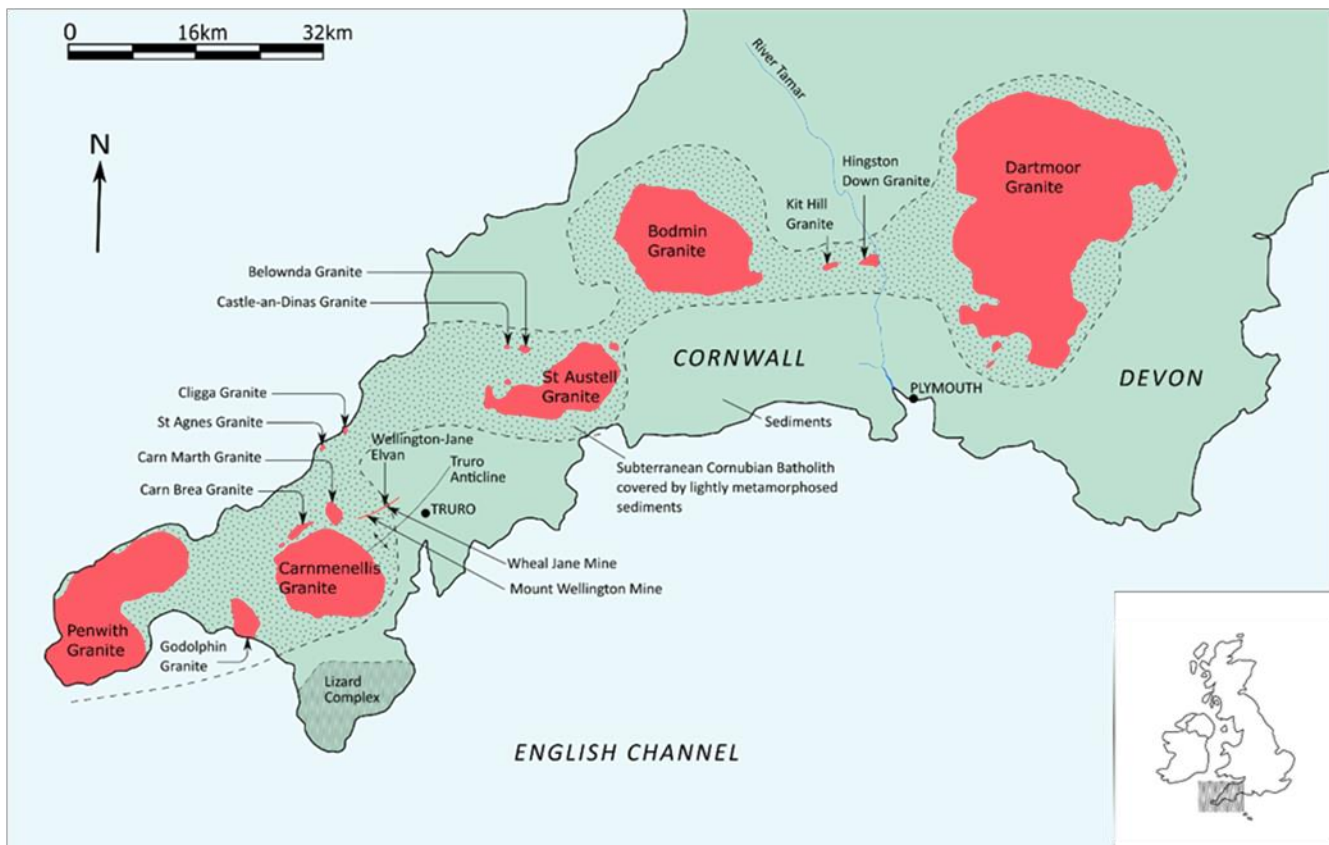 0 16km 32km
N
River Tamar
Hingston
Down Granite
Kit Hill
Granite
Dartmoor
Granite
Bodmin
Granite
Belownda Granite
Castle-an-Dinas Granite
CORNWALL
DEVON
St Austell
Granite
PLYMOUTH
Cligga Granite
St Agnes Granite
Carn Marth Granite
Carn Brea Granite
Wellington-Jane
Elvan
Truro
Anticline
Sediments
Subterranean Cornubian Batholith
covered by lightly metamorphosed
sediments
TRURO
Wheal Jane Mine
Mount Wellington Mine
Carnmenellis
Granite
Penwith
Granite
Godolphin
Granite
Lizard
Complex
ENGLISH CHANNEL